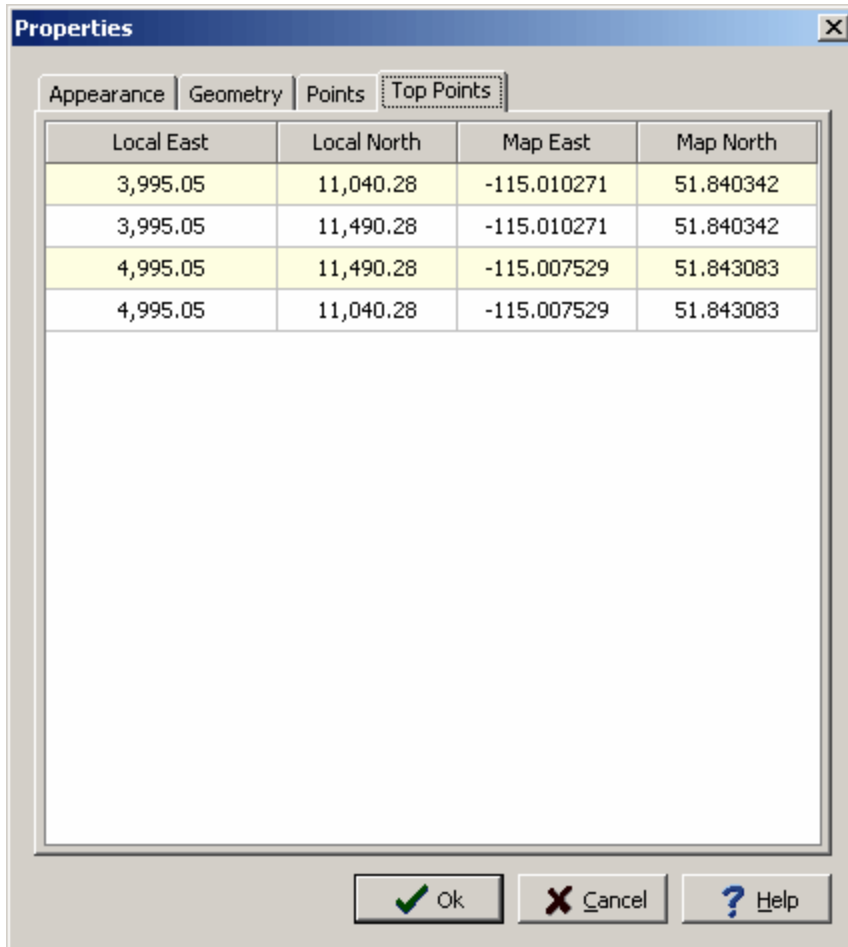 Properties
Appearance Geometry Points Top Points
Local East Local North Map East Map North
3,995.05 11,040.28 -115.010271 51.840342
3,995.05 11,490.28 -115.010271 51.840342
4,995.05 11,490.28 -115.007529 51.843083
4,995.05 11,040.28 -115.007529 51.843083
Ok Cancel Help